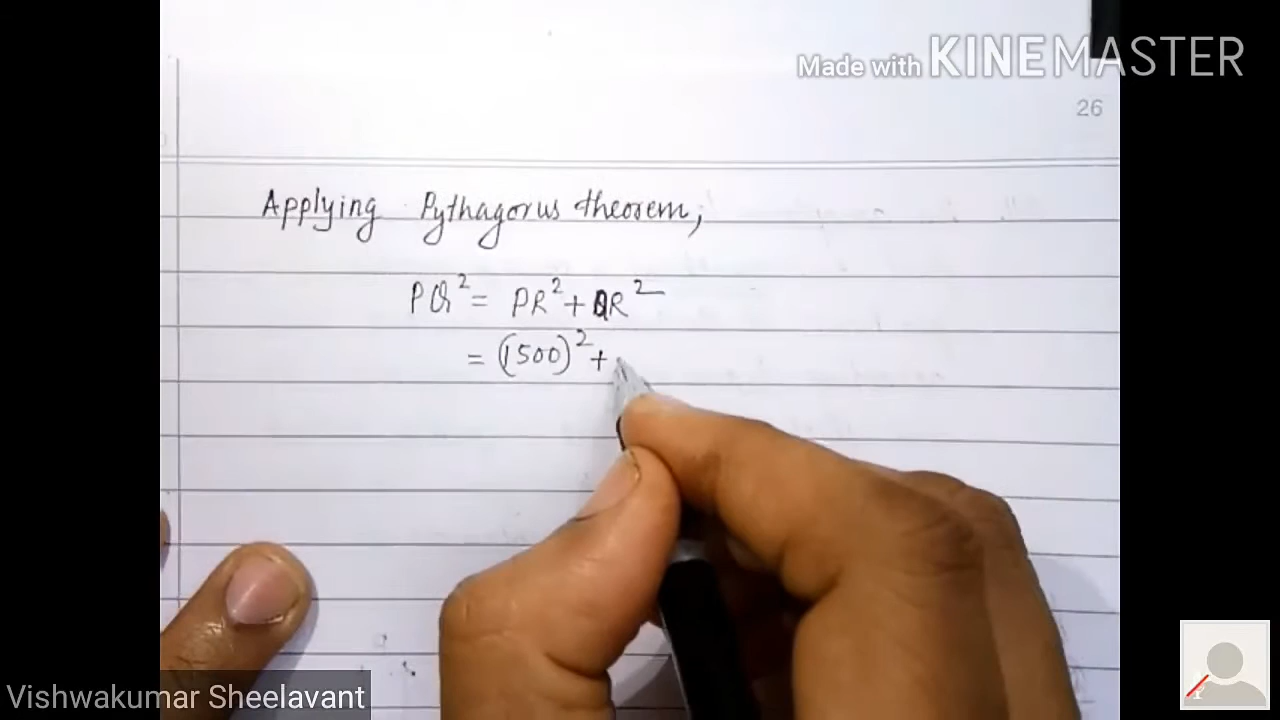 Made with KINEMASTER
26
Applying Pythagorus theorem,
PQ² = PR² + QR²
= (1500)² +
Vishwakumar Sheelavant